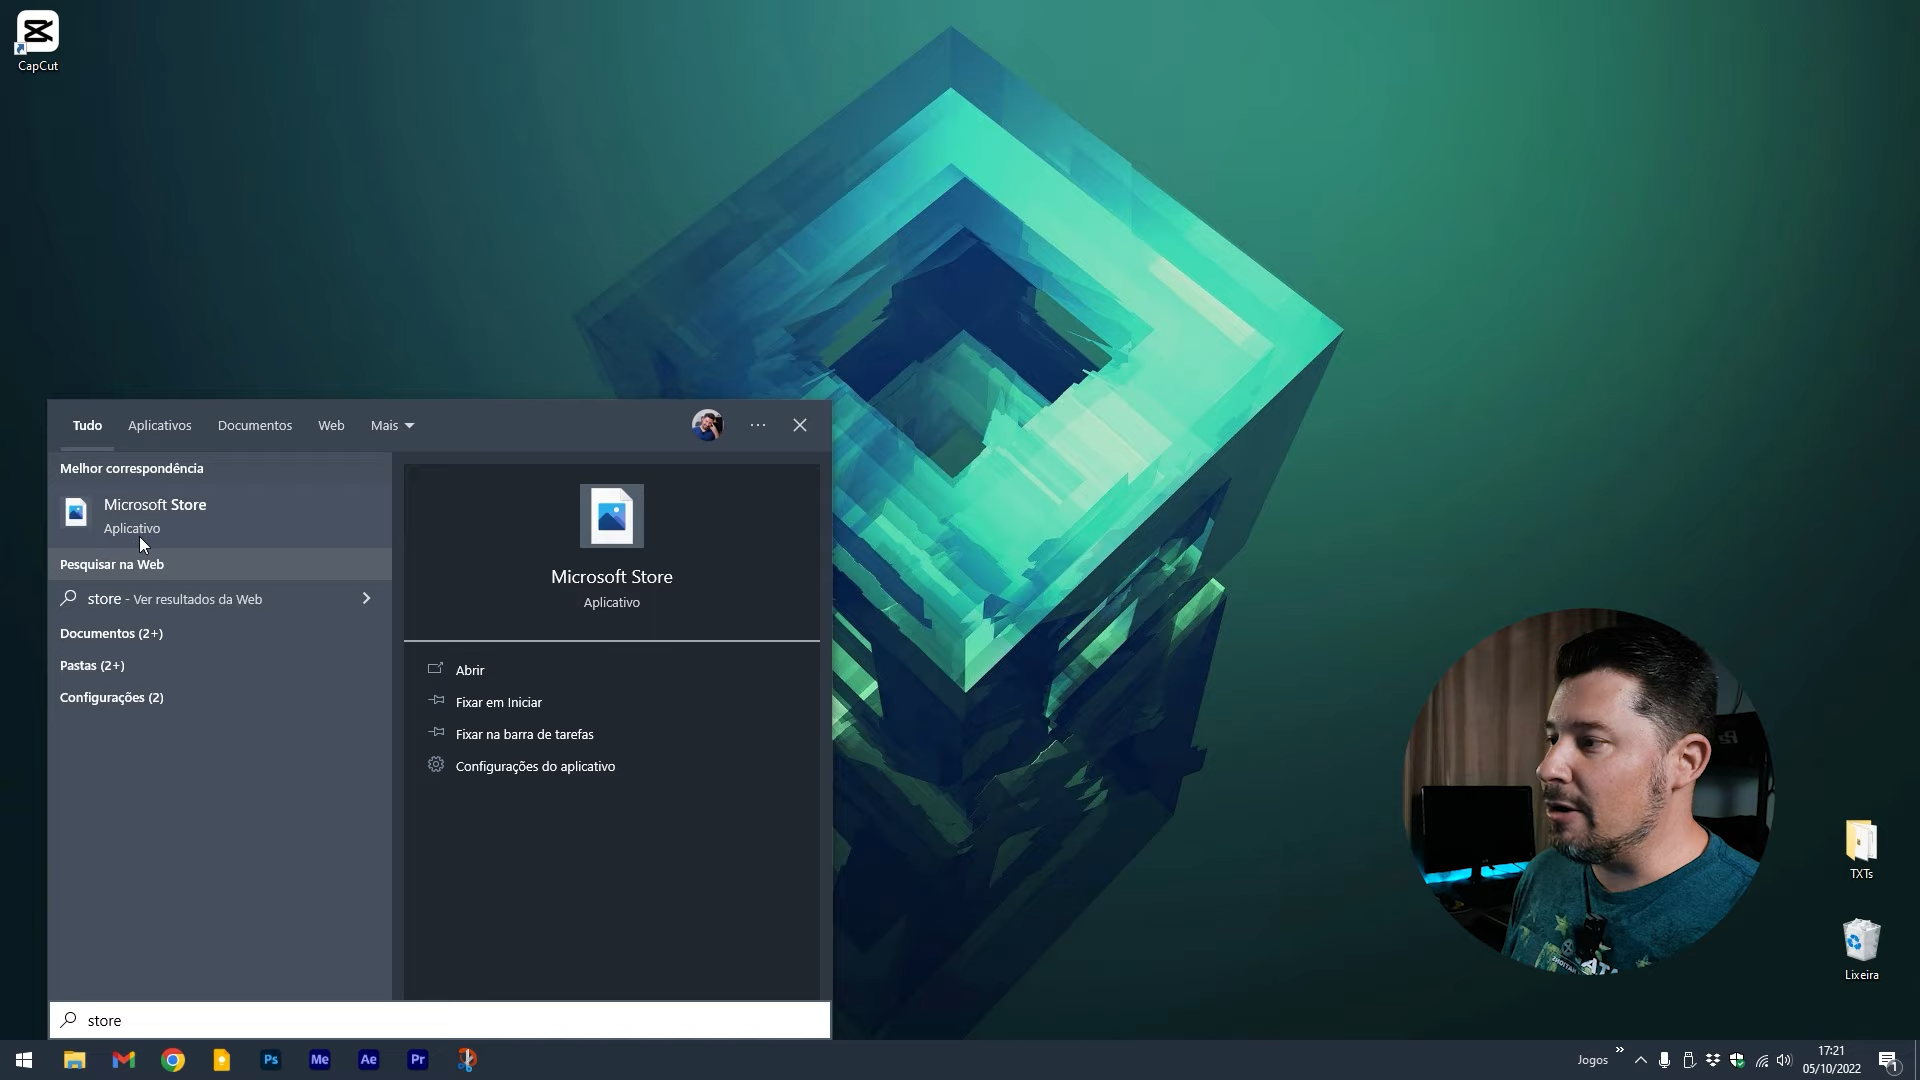 CapCut
Tudo
Aplicativos
Documentos
Web
Mais
Melhor correspondência
Microsoft Store
Aplicativo
Pesquisar na Web
store - Ver resultados da Web
Documentos (2+)
Pastas (2+)
Configurações (2)
Microsoft Store
Aplicativo
Abrir
Fixar em Iniciar
Fixar na barra de tarefas
Configurações do aplicativo
store
TXTs
Lixeira
Ps
Me
Ae
Pr
Jogos
17:21
05/10/2022
1